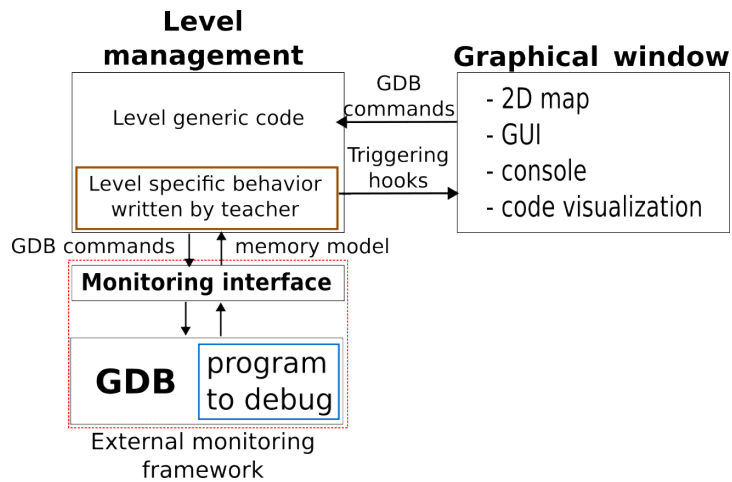 Level
management
Graphical window
Level generic code
GDB
commands
- 2D map
- GUI
- console
- code visualization
Triggering
hooks
Level specific behavior
written by teacher
GDB commands
memory model
Monitoring interface
GDB
program
to debug
External monitoring
framework